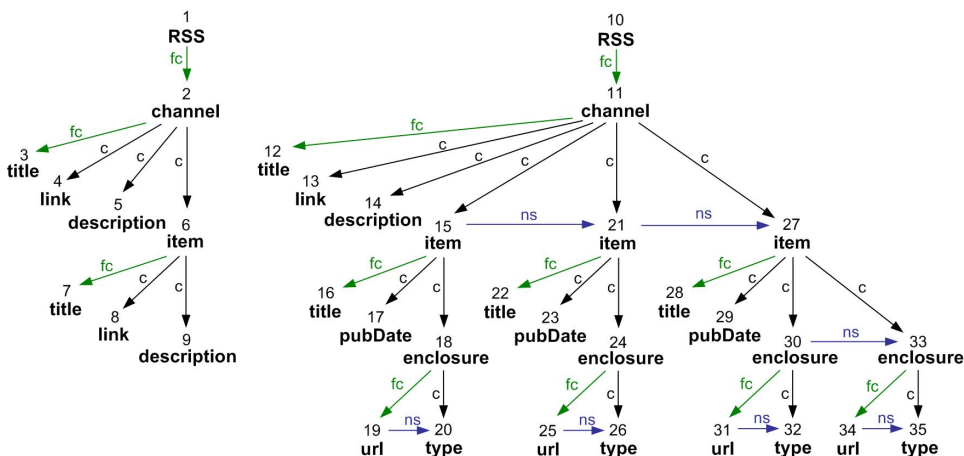 1 10
RSS RSS
fc fc
2 11
channel channel
fc c c c fc c c c c c
3 4 5 6 12 13 14 15 ns 21 ns 27
title link description item title link description item item item
fc c c fc c c fc c c fc c c c
7 8 9 16 17 18 22 23 24 28 29 30 ns 33
title link description title pubDate enclosure title pubDate enclosure title pubDate enclosure enclosure
fc c fc c fc c fc c
19 ns 20 25 ns 26 31 ns 32 34 ns 35
url type url type url type url type